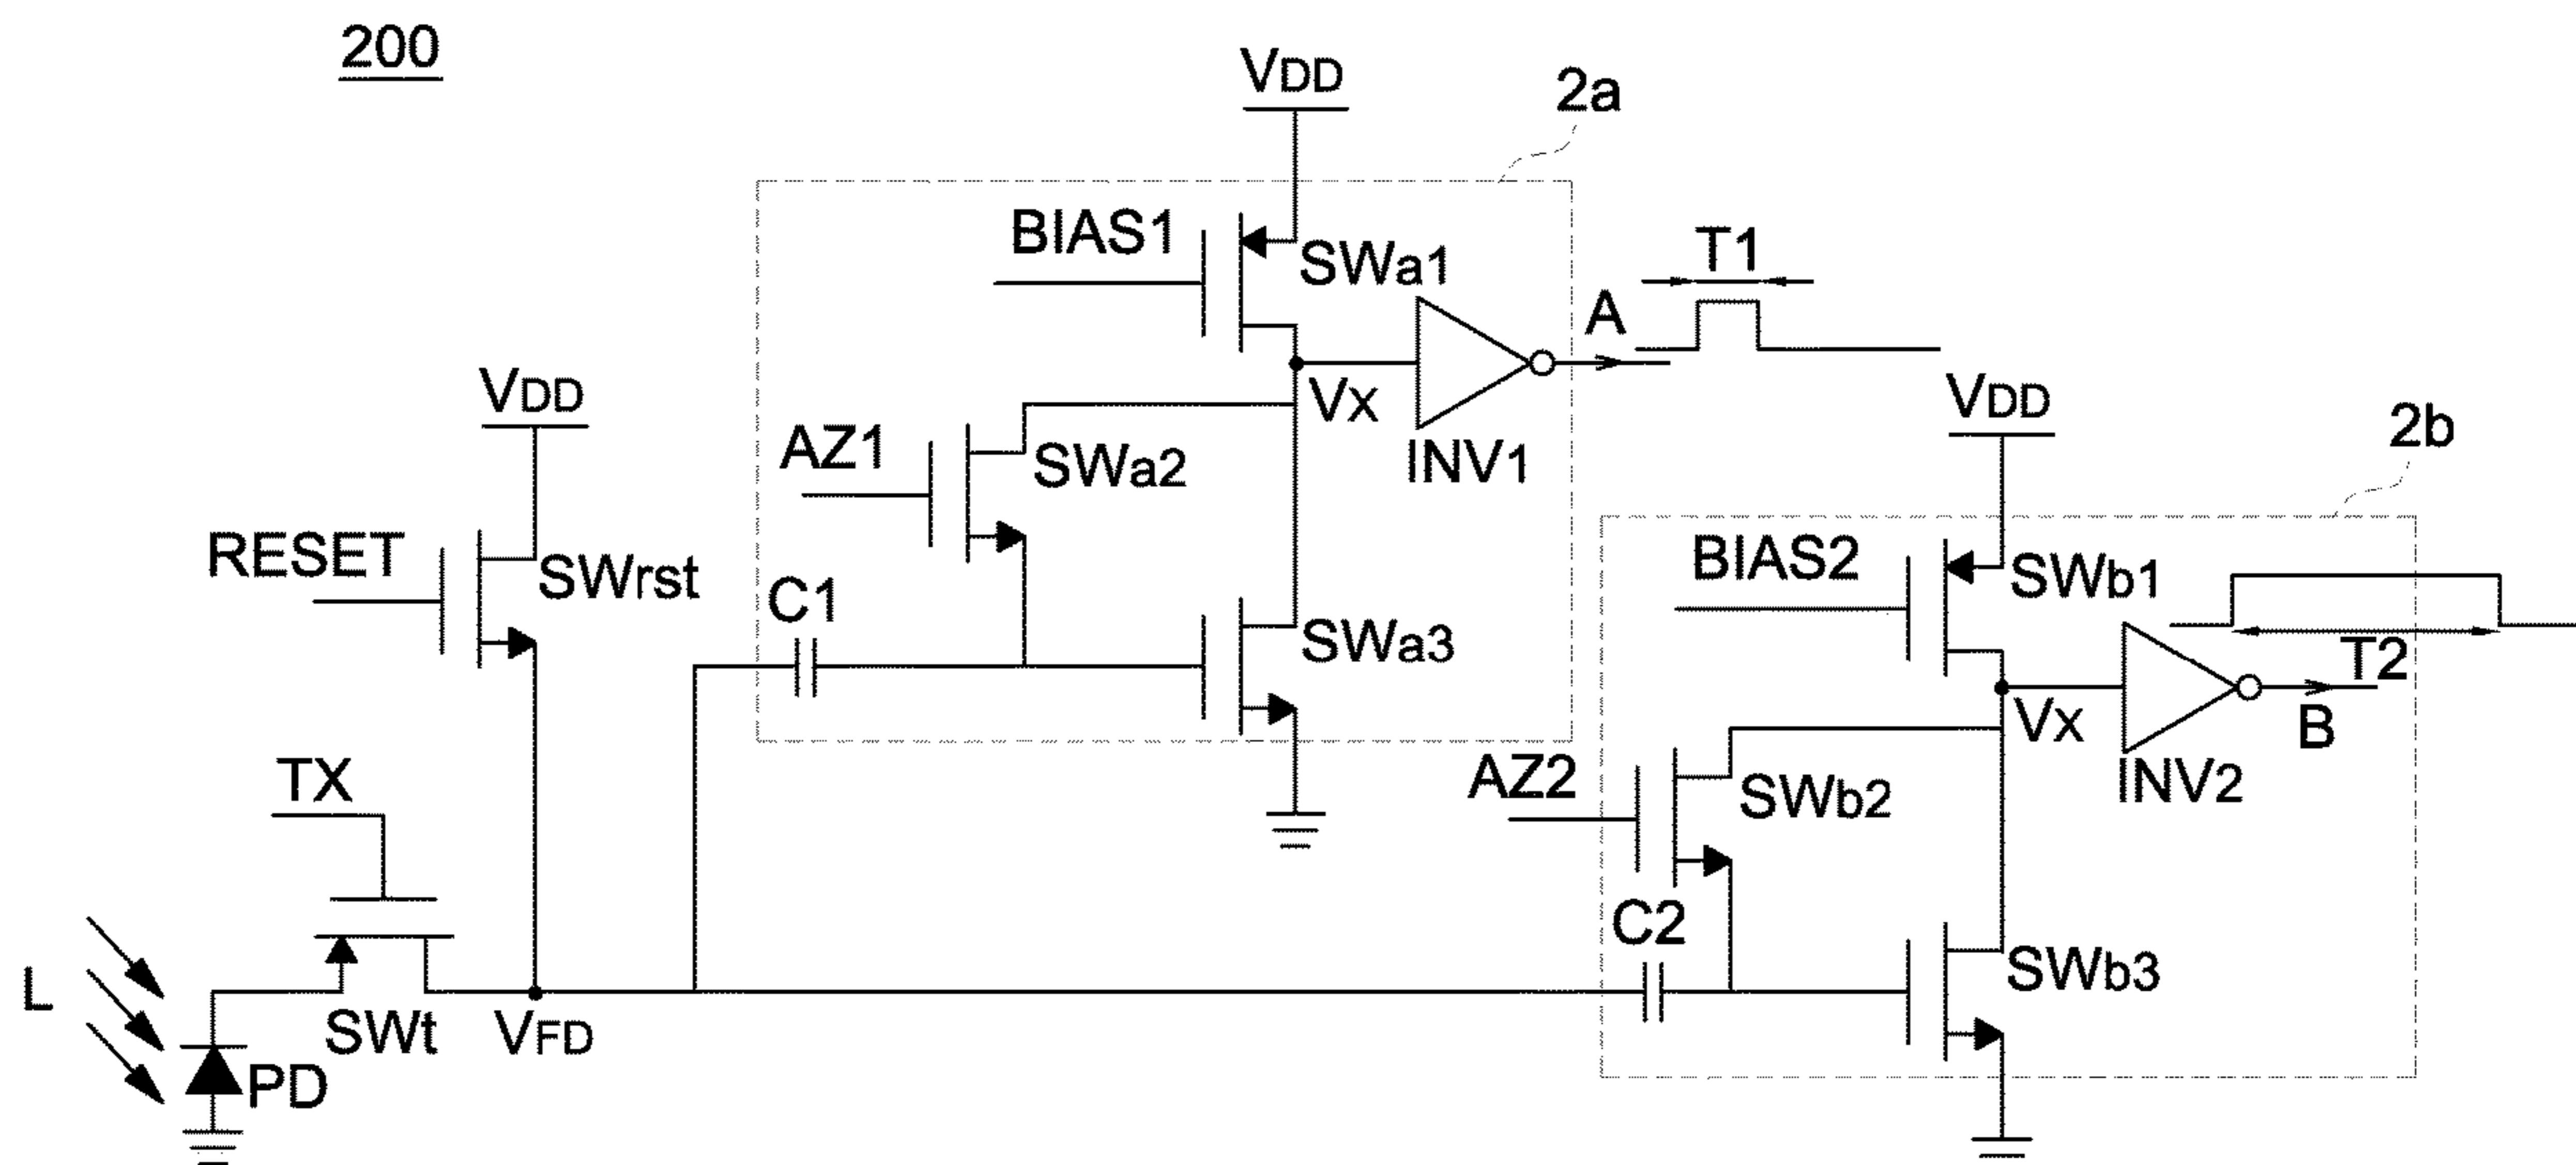 200
VDD
2a
BIAS1
SWa1
T1
A
VX
INV1
VDD
AZ1
SWa2
VDD
2b
RESET
SWrst
C1
SWa3
BIAS2
SWb1
T2
VX
B
INV2
TX
AZ2
SWb2
C2
SWb3
L
SWt
VFD
PD